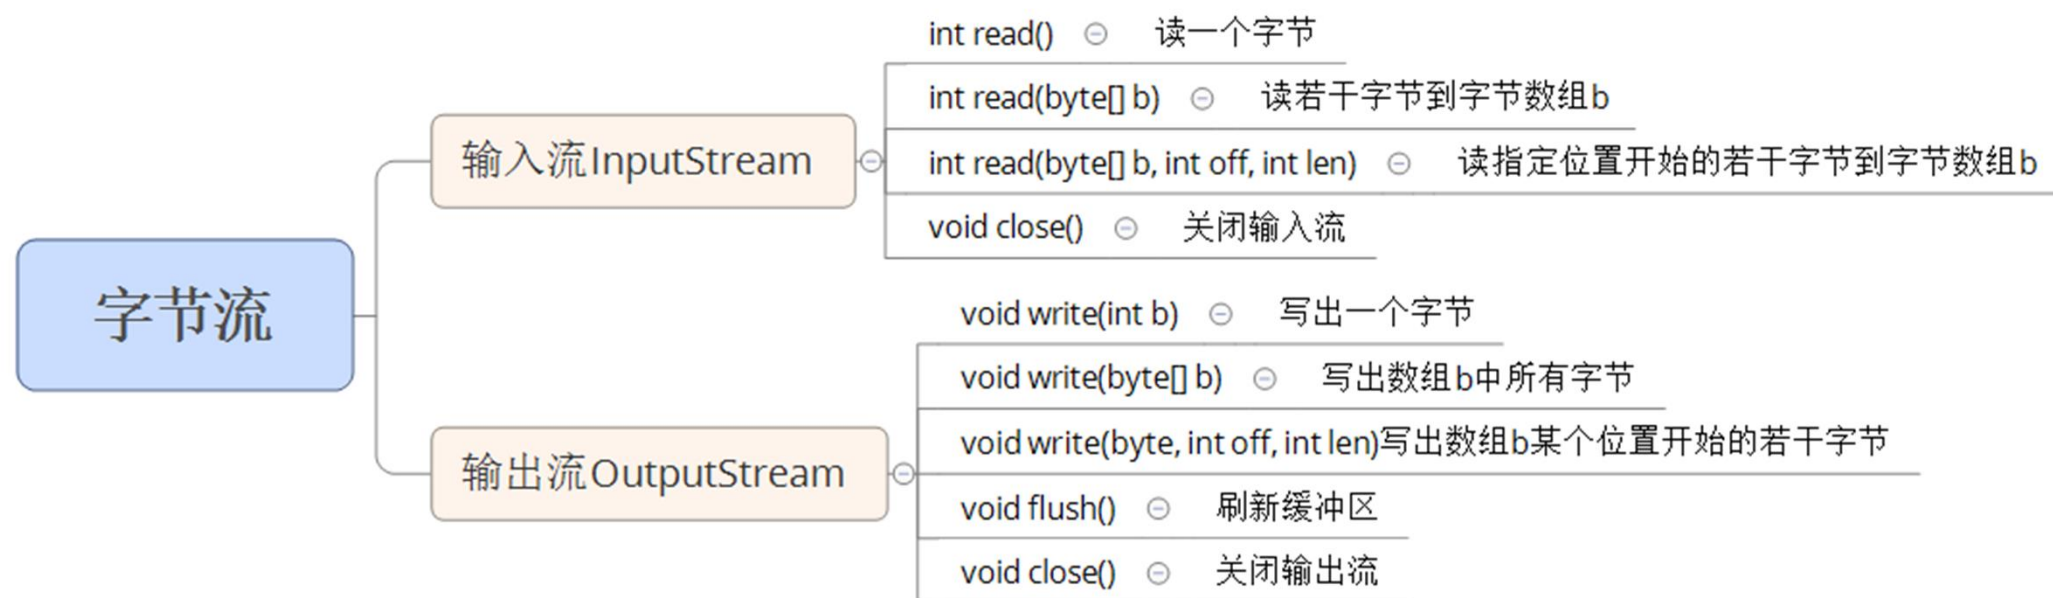 字节流
输入流InputStream
int read() 读一个字节
int read(byte[] b) 读若干字节到字节数组b
int read(byte[] b, int off, int len) 读指定位置开始的若干字节到字节数组b
void close() 关闭输入流
输出流OutputStream
void write(int b) 写出一个字节
void write(byte[] b) 写出数组b中所有字节
void write(byte, int off, int len)写出数组b某个位置开始的若干字节
void flush() 刷新缓冲区
void close() 关闭输出流